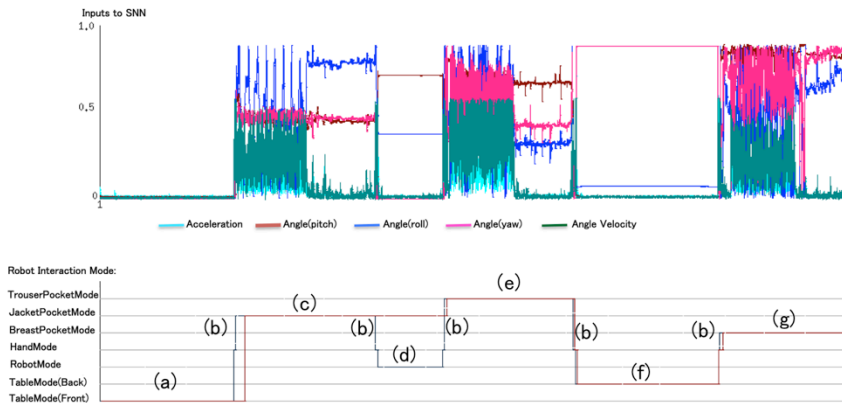 Inputs to SNN
1.0
0.5
0
1
Acceleration Angle(pitch) Angle(roll) Angle(yaw) Angle Velocity
Robot Interaction Mode:
TrouserPocketMode (e)
JacketPocketMode (c)
BreastPocketMode (b) (b) (b) (b) (b) (g)
HandMode
RobotMode (d)
TableMode(Back) (a) (f)
TableMode(Front)